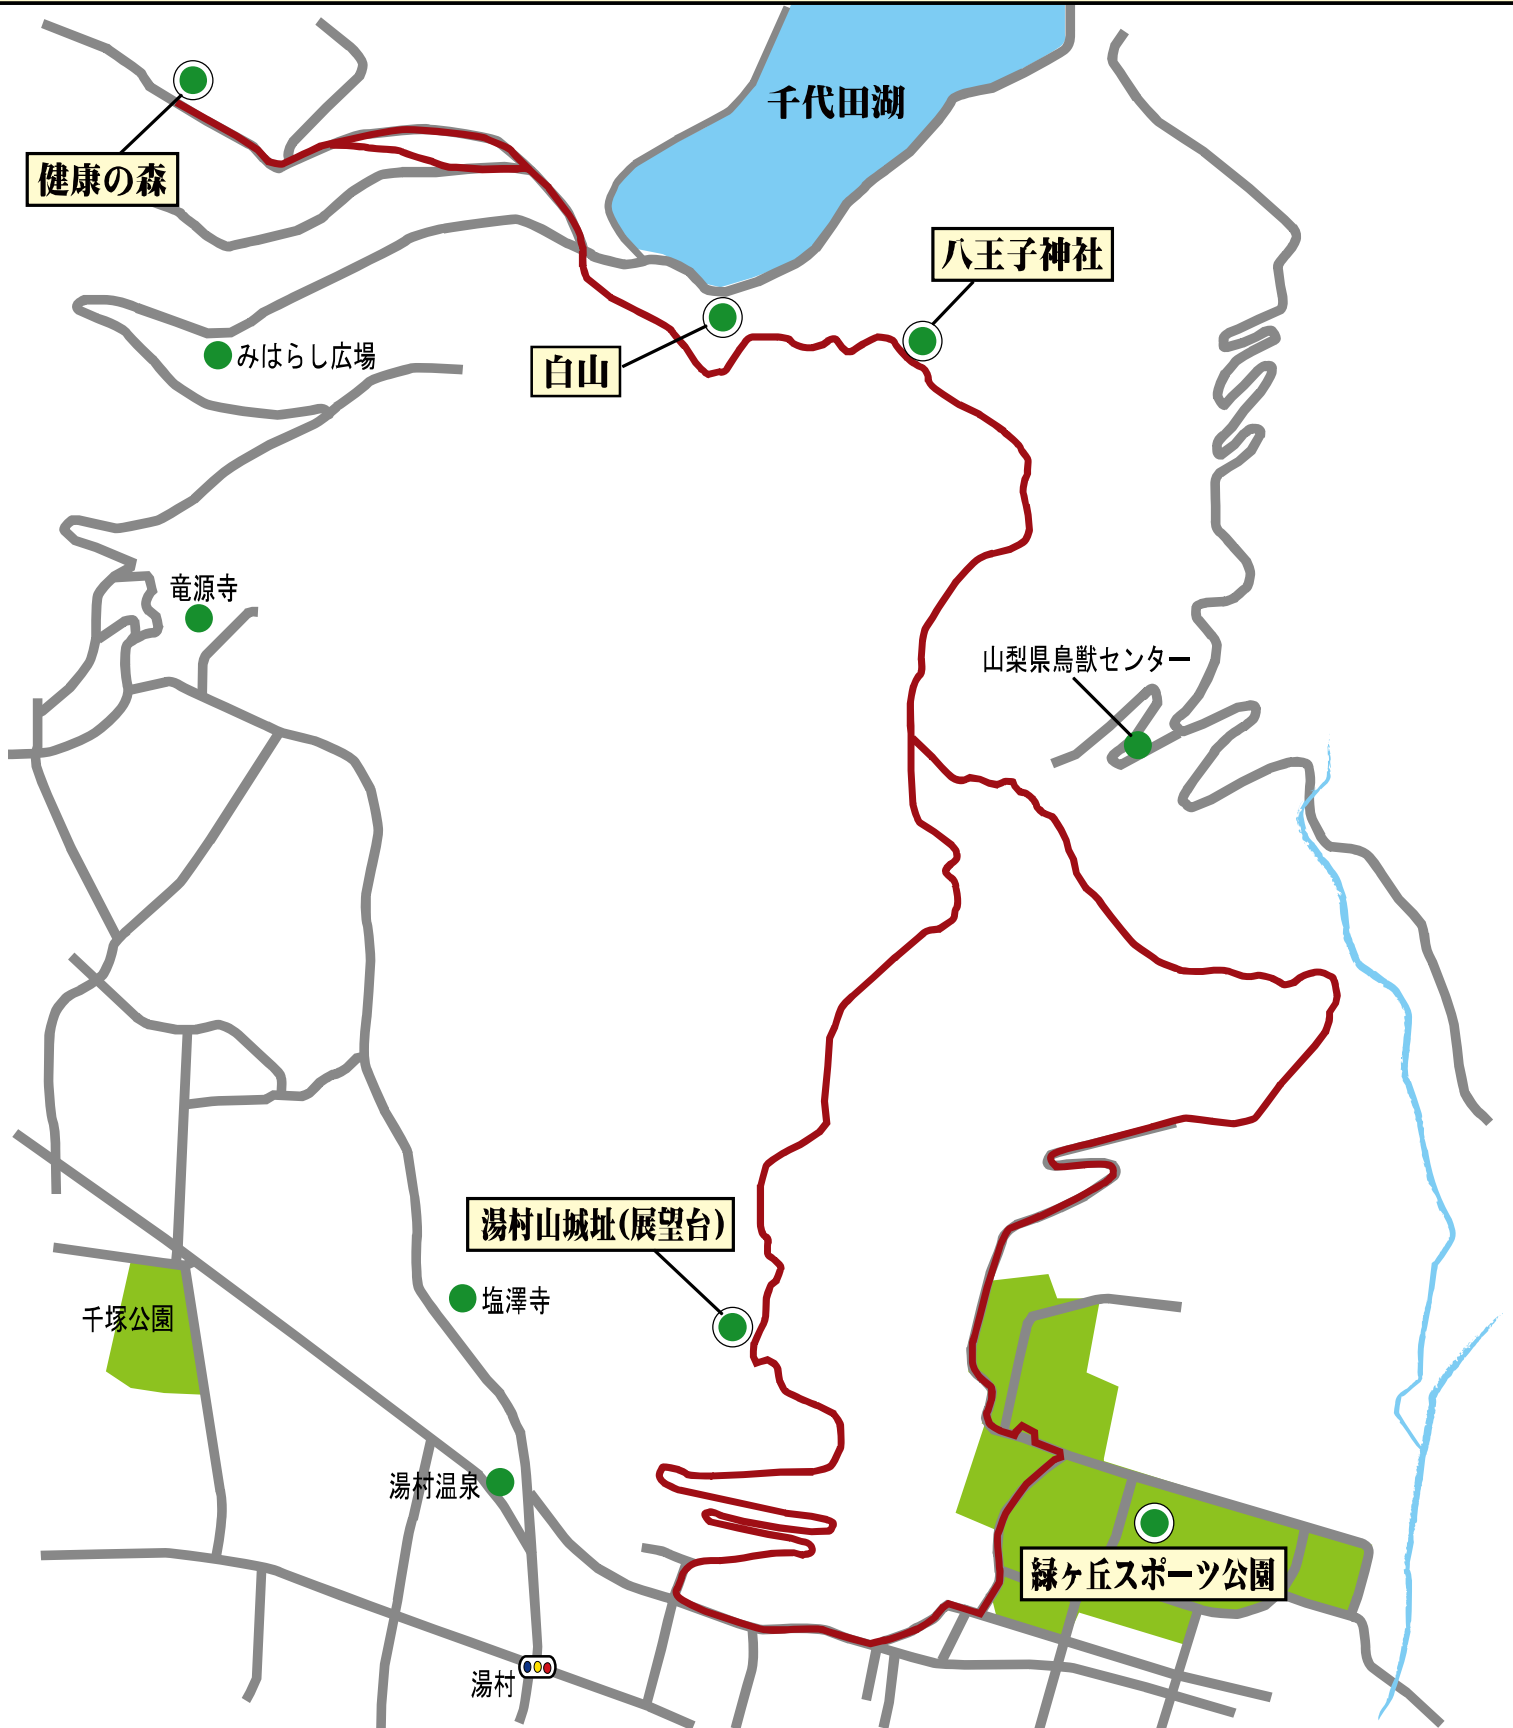 千代田湖
健康の森
八王子神社
白山
みはらし広場
竜源寺
山梨県鳥獣センター
湯村山城址(展望台)
塩澤寺
千塚公園
湯村温泉
緑ヶ丘スポーツ公園
湯村